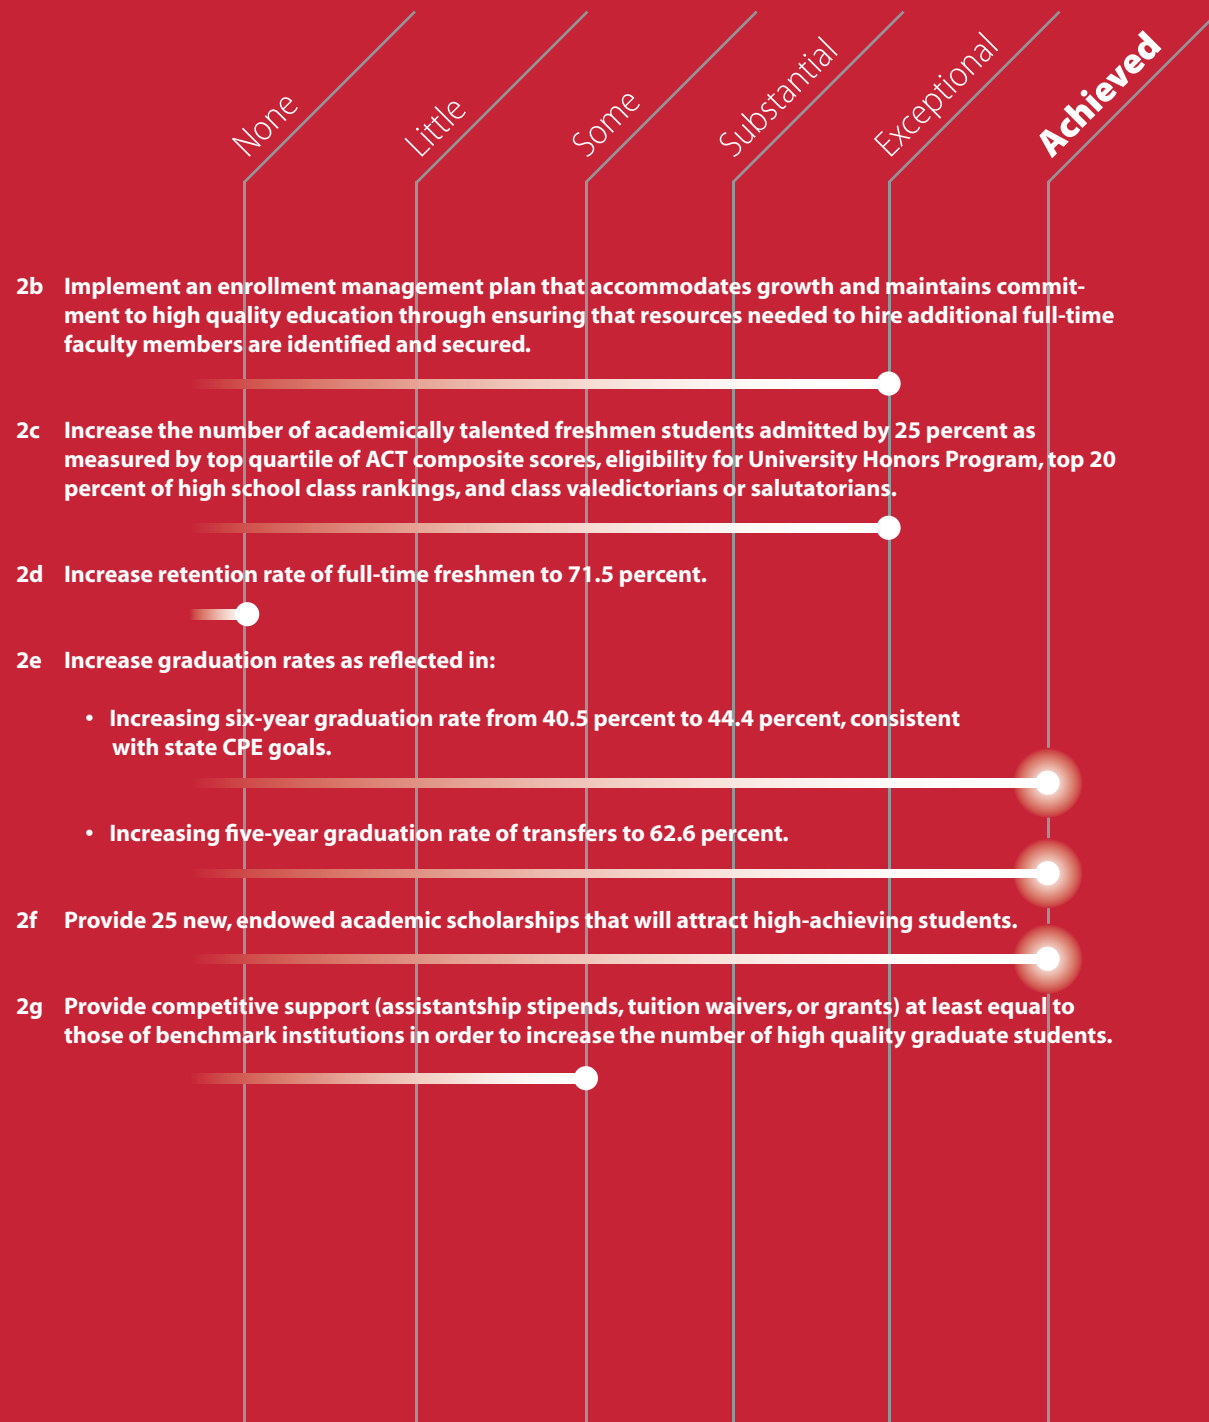 None
Little
Some
Substantial
Exceptional
Achieved
2b Implement an enrollment management plan that accommodates growth and maintains commit-
ment to high quality education through ensuring that resources needed to hire additional full-time
faculty members are identified and secured.
2c Increase the number of academically talented freshmen students admitted by 25 percent as
measured by top quartile of ACT composite scores, eligibility for University Honors Program, top 20
percent of high school class rankings, and class valedictorians or salutatorians.
2d Increase retention rate of full-time freshmen to 71.5 percent.
2e Increase graduation rates as reflected in:
• Increasing six-year graduation rate from 40.5 percent to 44.4 percent, consistent
with state CPE goals.
• Increasing five-year graduation rate of transfers to 62.6 percent.
2f Provide 25 new, endowed academic scholarships that will attract high-achieving students.
2g Provide competitive support (assistantship stipends, tuition waivers, or grants) at least equal to
those of benchmark institutions in order to increase the number of high quality graduate students.